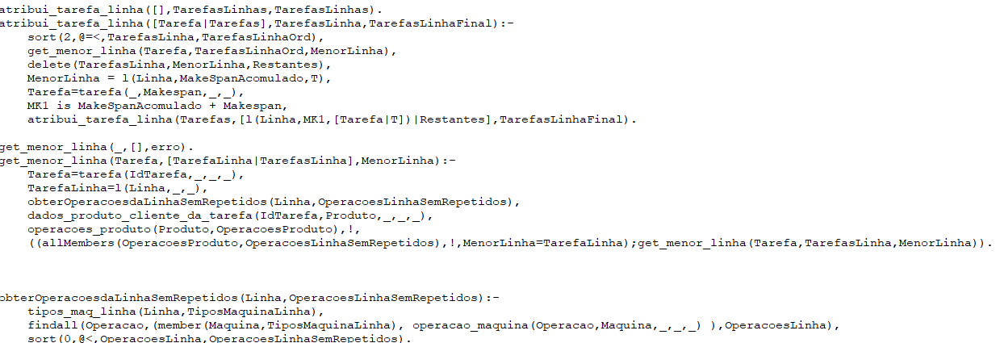 atribui_tarefa_linha([],TarefasLinhas,TarefasLinhas).
atribui_tarefa_linha([Tarefa|Tarefas],TarefasLinha,TarefasLinhaFinal):-
    sort(2,@=<,TarefasLinha,TarefasLinhaOrd),
    get_menor_linha(Tarefa,TarefasLinhaOrd,MenorLinha),
    delete(TarefasLinha,MenorLinha,Restantes),
    MenorLinha = l(Linha,MakeSpanAcomulado,T),
    Tarefa=tarefa(_,Makespan,_,_),
    MK1 is MakeSpanAcomulado + Makespan,
    atribui_tarefa_linha(Tarefas,[l(Linha,MK1,[Tarefa|T])|Restantes],TarefasLinhaFinal).

get_menor_linha(_,[],erro).
get_menor_linha(Tarefa,[TarefaLinha|TarefasLinha],MenorLinha):-
    Tarefa=tarefa(IdTarefa,_,_,_),
    TarefaLinha=l(Linha,_,_),
    obterOperacoesdaLinhaSemRepetidos(Linha,OperacoesLinhaSemRepetidos),
    dados_produto_cliente_da_tarefa(IdTarefa,Produto,_,_,_),
    operacoes_produto(Produto,OperacoesProduto),!,
    ((allMembers(OperacoesProduto,OperacoesLinhaSemRepetidos),!,MenorLinha=TarefaLinha);get_menor_linha(Tarefa,TarefasLinha,MenorLinha)).

obterOperacoesdaLinhaSemRepetidos(Linha,OperacoesLinhaSemRepetidos):-
    tipos_maq_linha(Linha,TiposMaquinaLinha),
    findall(Operacao,(member(Maquina,TiposMaquinaLinha), operacao_maquina(Operacao,Maquina,_,_,_) ),OperacoesLinha),
    sort(0,@<,OperacoesLinha,OperacoesLinhaSemRepetidos).